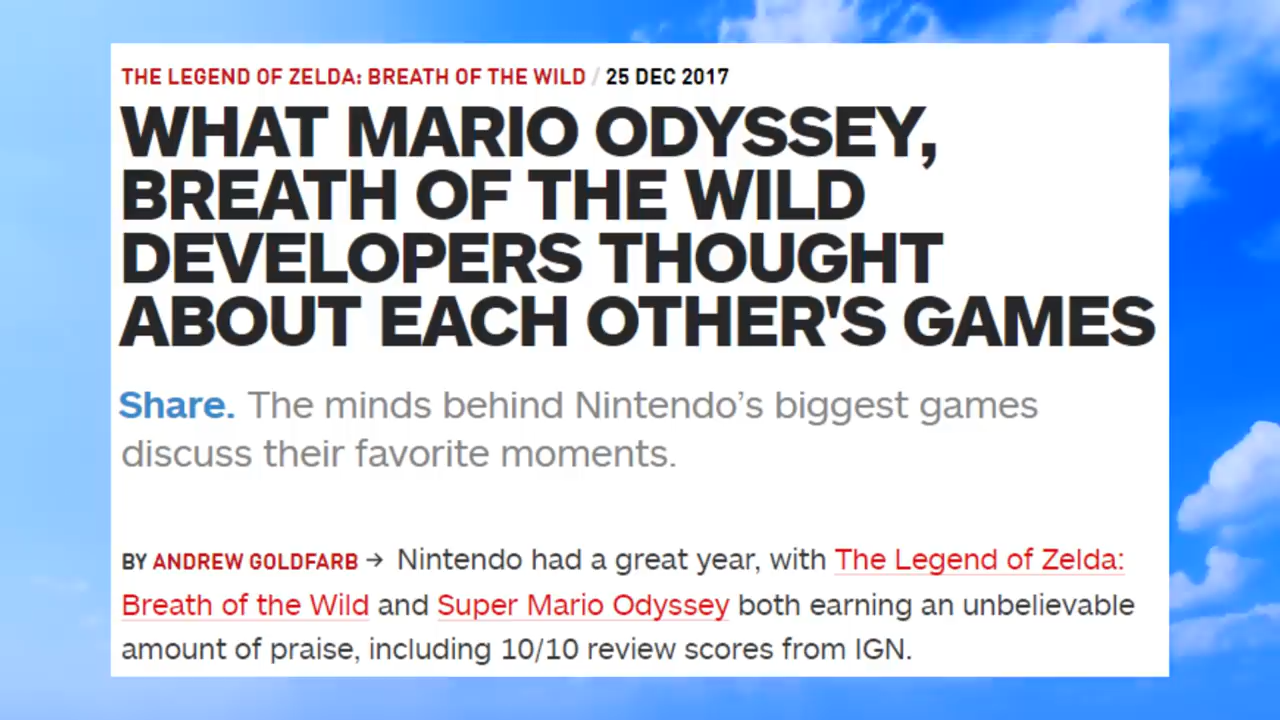 THE LEGEND OF ZELDA: BREATH OF THE WILD / 25 DEC 2017
WHAT MARIO ODYSSEY,
BREATH OF THE WILD
DEVELOPERS THOUGHT
ABOUT EACH OTHER'S GAMES
Share. The minds behind Nintendo’s biggest games
discuss their favorite moments.
BY ANDREW GOLDFARB → Nintendo had a great year, with The Legend of Zelda:
Breath of the Wild and Super Mario Odyssey both earning an unbelievable
amount of praise, including 10/10 review scores from IGN.